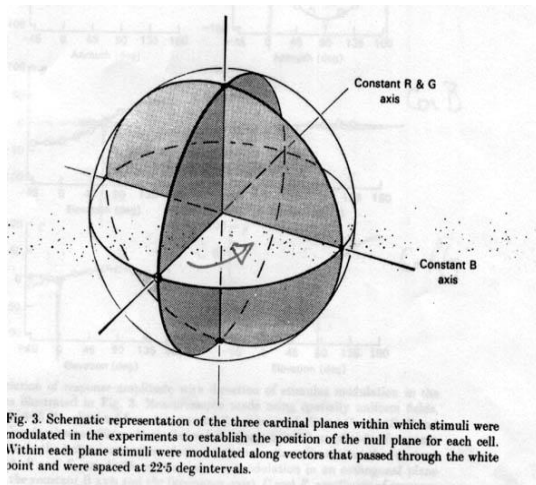 Constant R & G
axis
Constant B
axis
Fig. 3. Schematic representation of the three cardinal planes within which stimuli were
modulated in the experiments to establish the position of the null plane for each cell.
Within each plane stimuli were modulated along vectors that passed through the white
point and were spaced at 22·5 deg intervals.